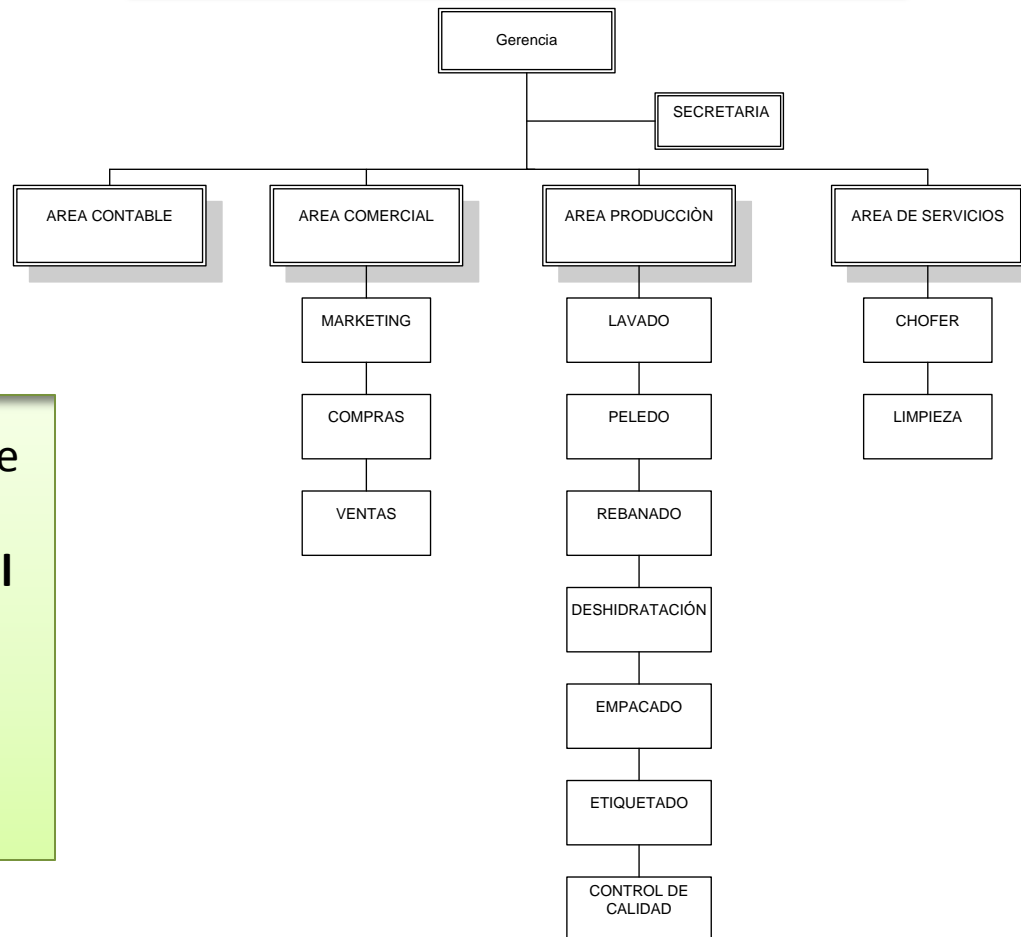 Gerencia
SECRETARIA
AREA CONTABLE
AREA COMERCIAL
AREA PRODUCCIÒN
AREA DE SERVICIOS
MARKETING
LAVADO
CHOFER
COMPRAS
PELEDO
LIMPIEZA
VENTAS
REBANADO
DESHIDRATACIÓN
EMPACADO
ETIQUETADO
CONTROL DE
CALIDAD
e
l